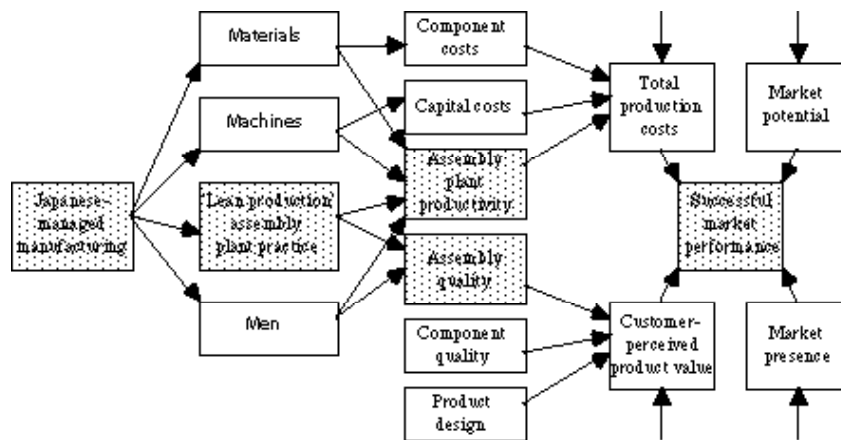 Materials
Machines
Japanese-
managed
manufacturing
'Lean production'
assembly
plant practice
Men
Component
costs
Capital costs
Assembly
plant
productivity
Assembly
quality
Component
quality
Product
design
Total
production
costs
Market
potential
Successful
market
performance
Customer-
perceived
product value
Market
presence